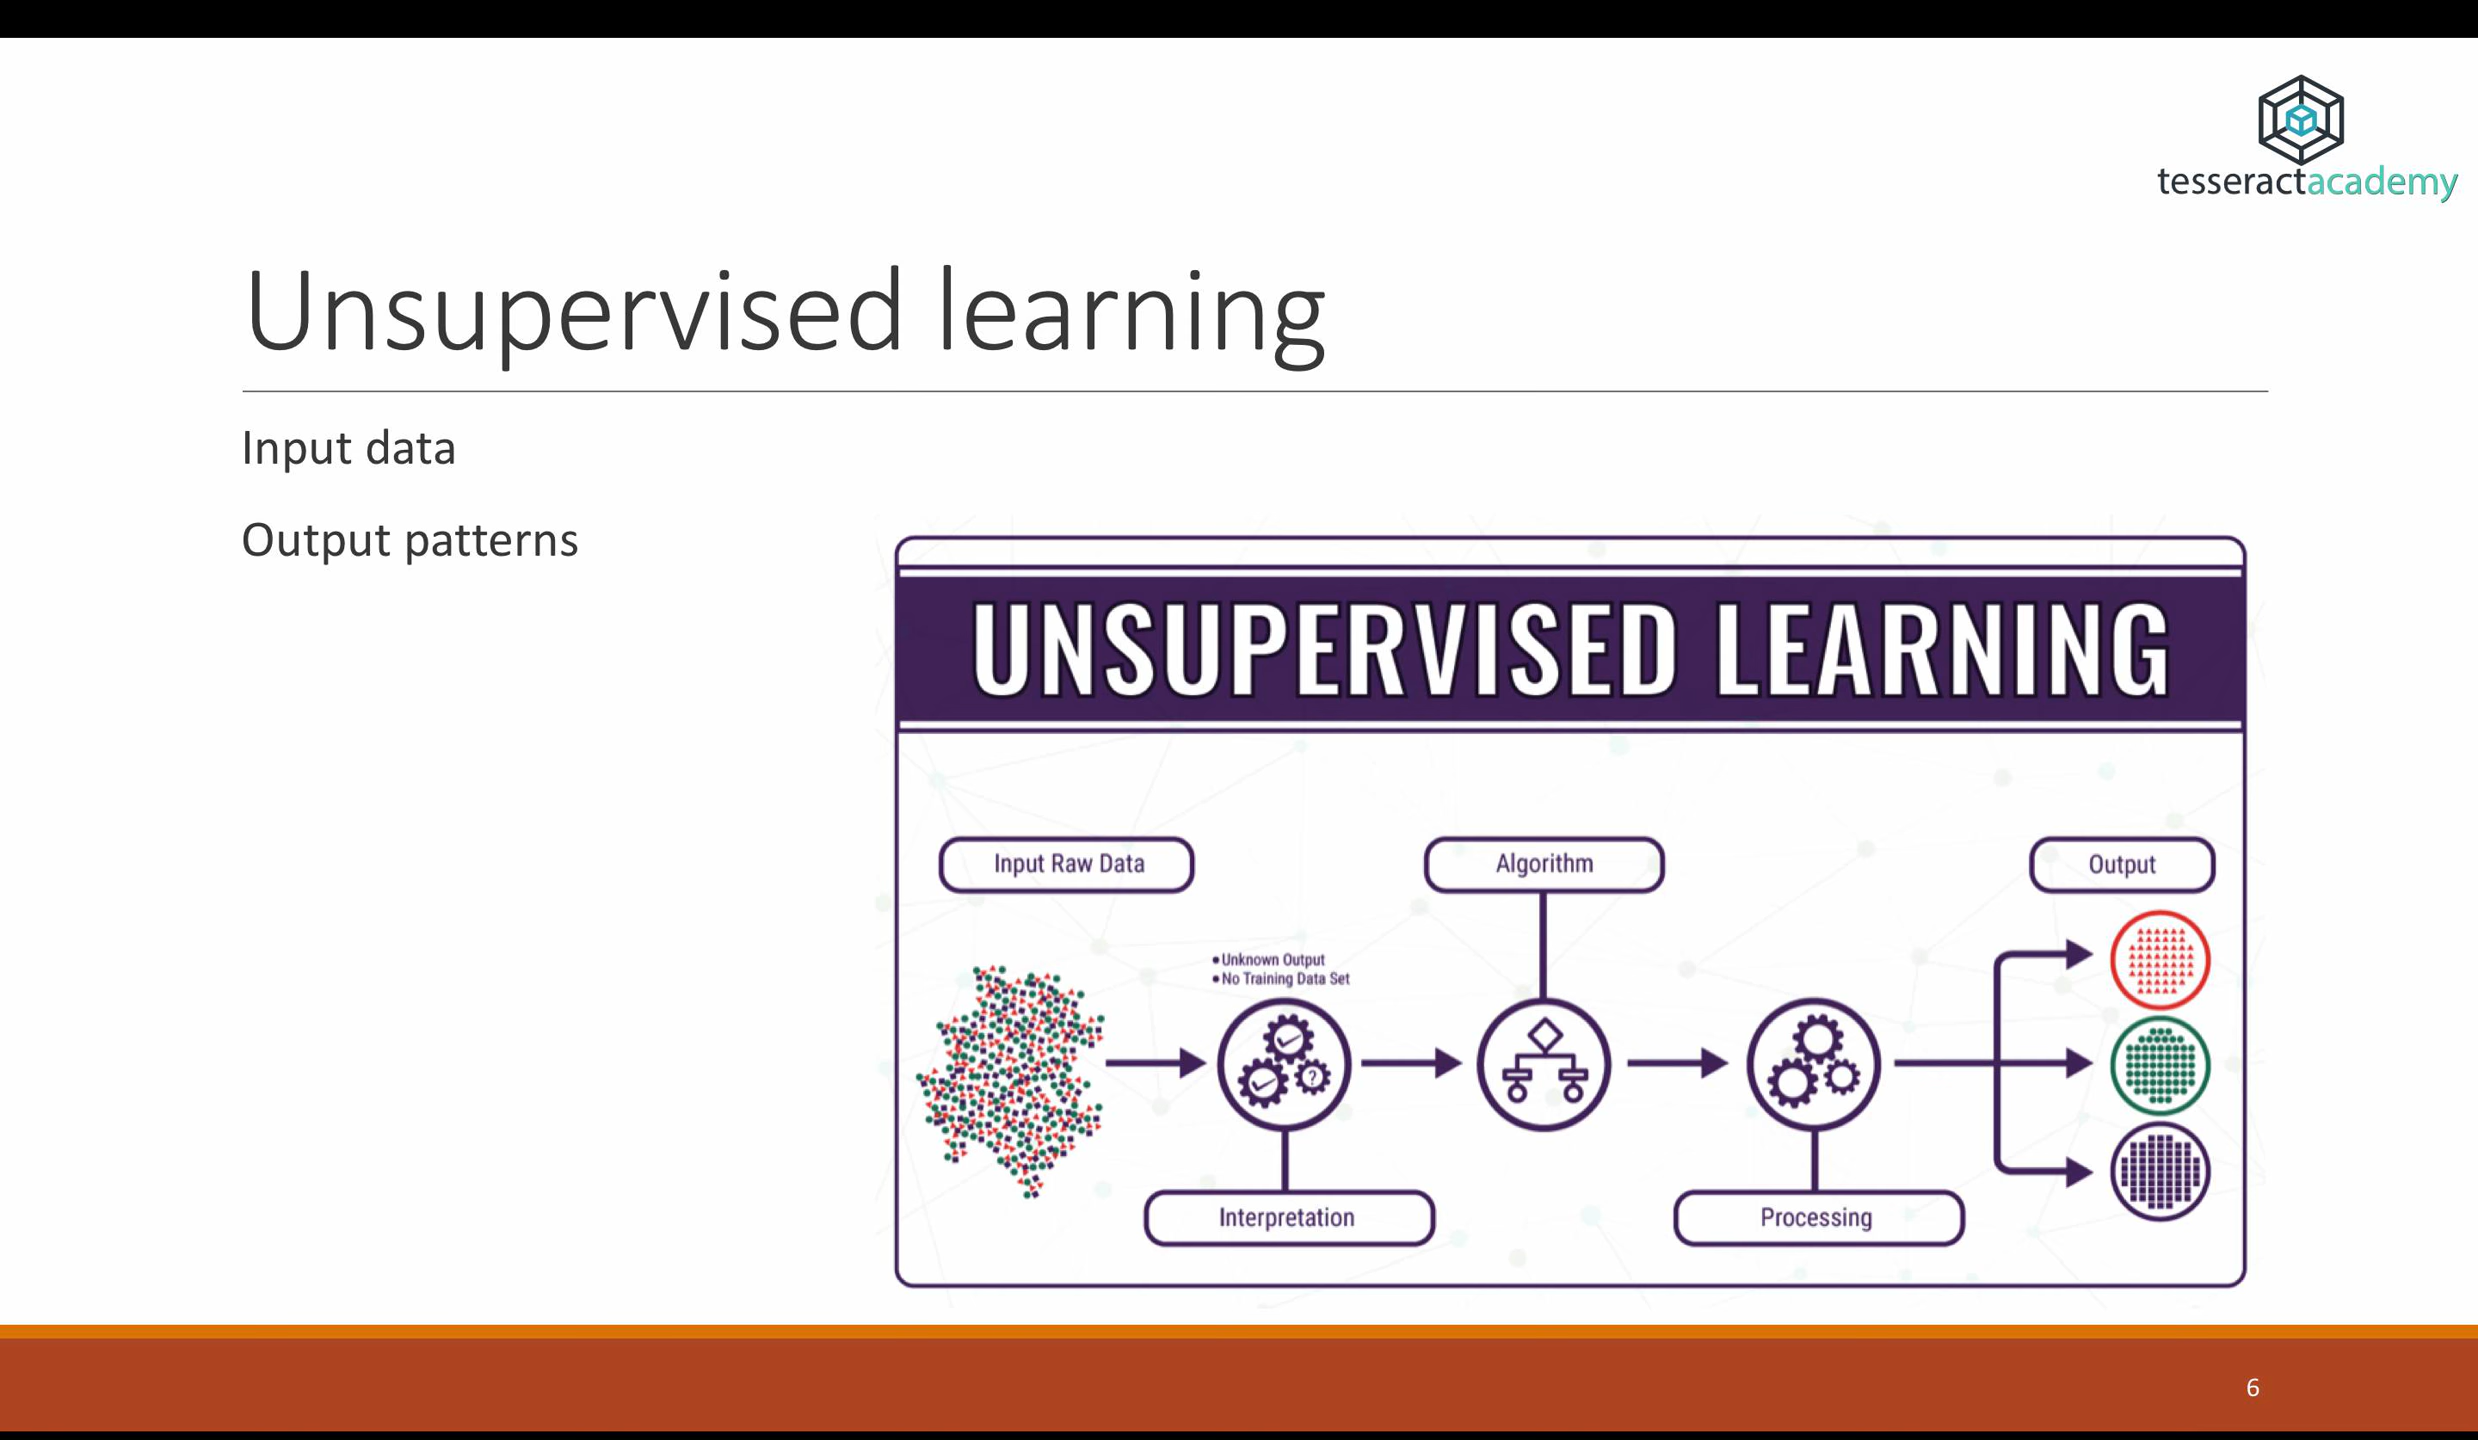 tesseractacademy
Unsupervised learning
Input data
Output patterns
UNSUPERVISED LEARNING
Input Raw Data
Algorithm
Output
• Unknown Output
• No Training Data Set
?
Interpretation
Processing
6